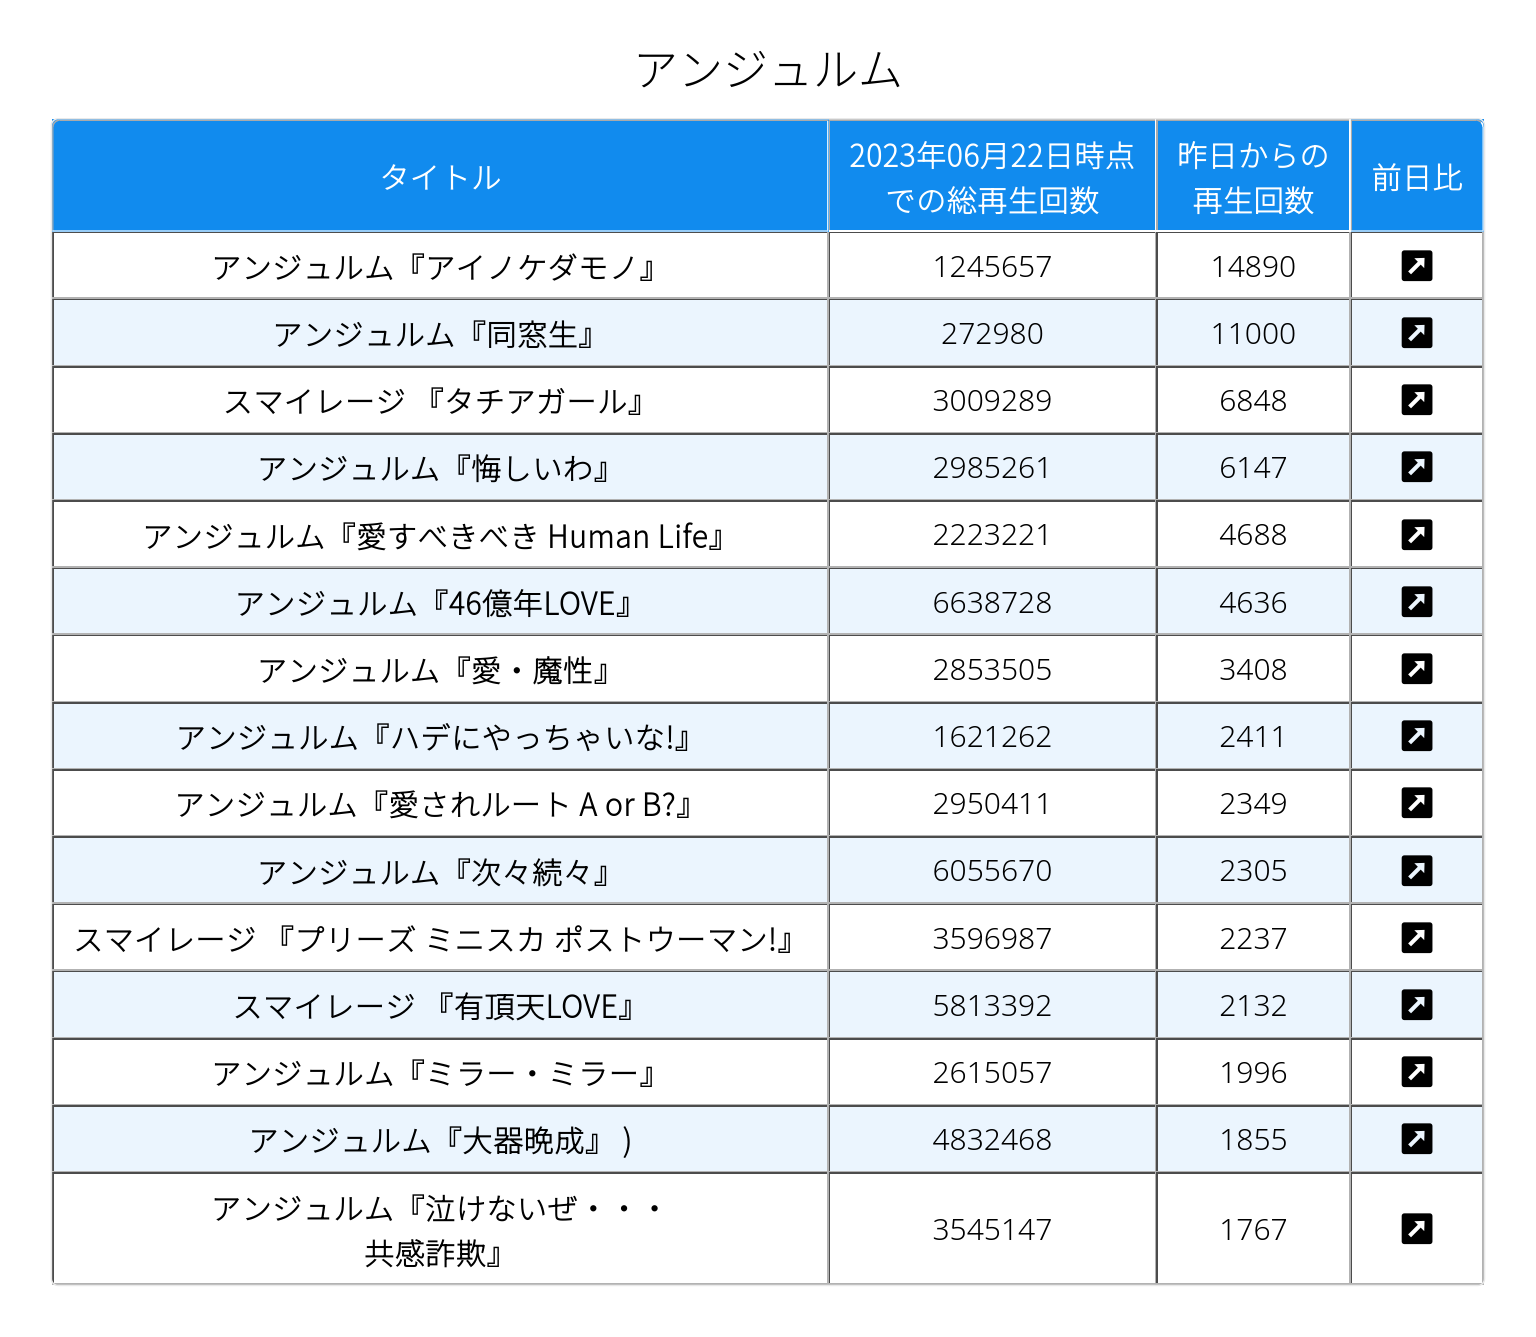 アンジュルム
タイトル
2023年06月22日時点
での総再生回数
昨日からの
再生回数
前日比
アンジュルム『アイノケダモノ』 1245657 14890
アンジュルム『同窓生』 272980 11000
スマイレージ 『タチアガール』 3009289 6848
アンジュルム『悔しいわ』 2985261 6147
アンジュルム『愛すべきべき Human Life』 2223221 4688
アンジュルム『46億年LOVE』 6638728 4636
アンジュルム『愛・魔性』 2853505 3408
アンジュルム『ハデにやっちゃいな!』 1621262 2411
アンジュルム『愛されルート A or B?』 2950411 2349
アンジュルム『次々続々』 6055670 2305
スマイレージ 『プリーズ ミニスカ ポストウーマン!』 3596987 2237
スマイレージ 『有頂天LOVE』 5813392 2132
アンジュルム『ミラー・ミラー』 2615057 1996
アンジュルム『大器晩成』 ) 4832468 1855
アンジュルム『泣けないぜ・・・
共感詐欺』 3545147 1767